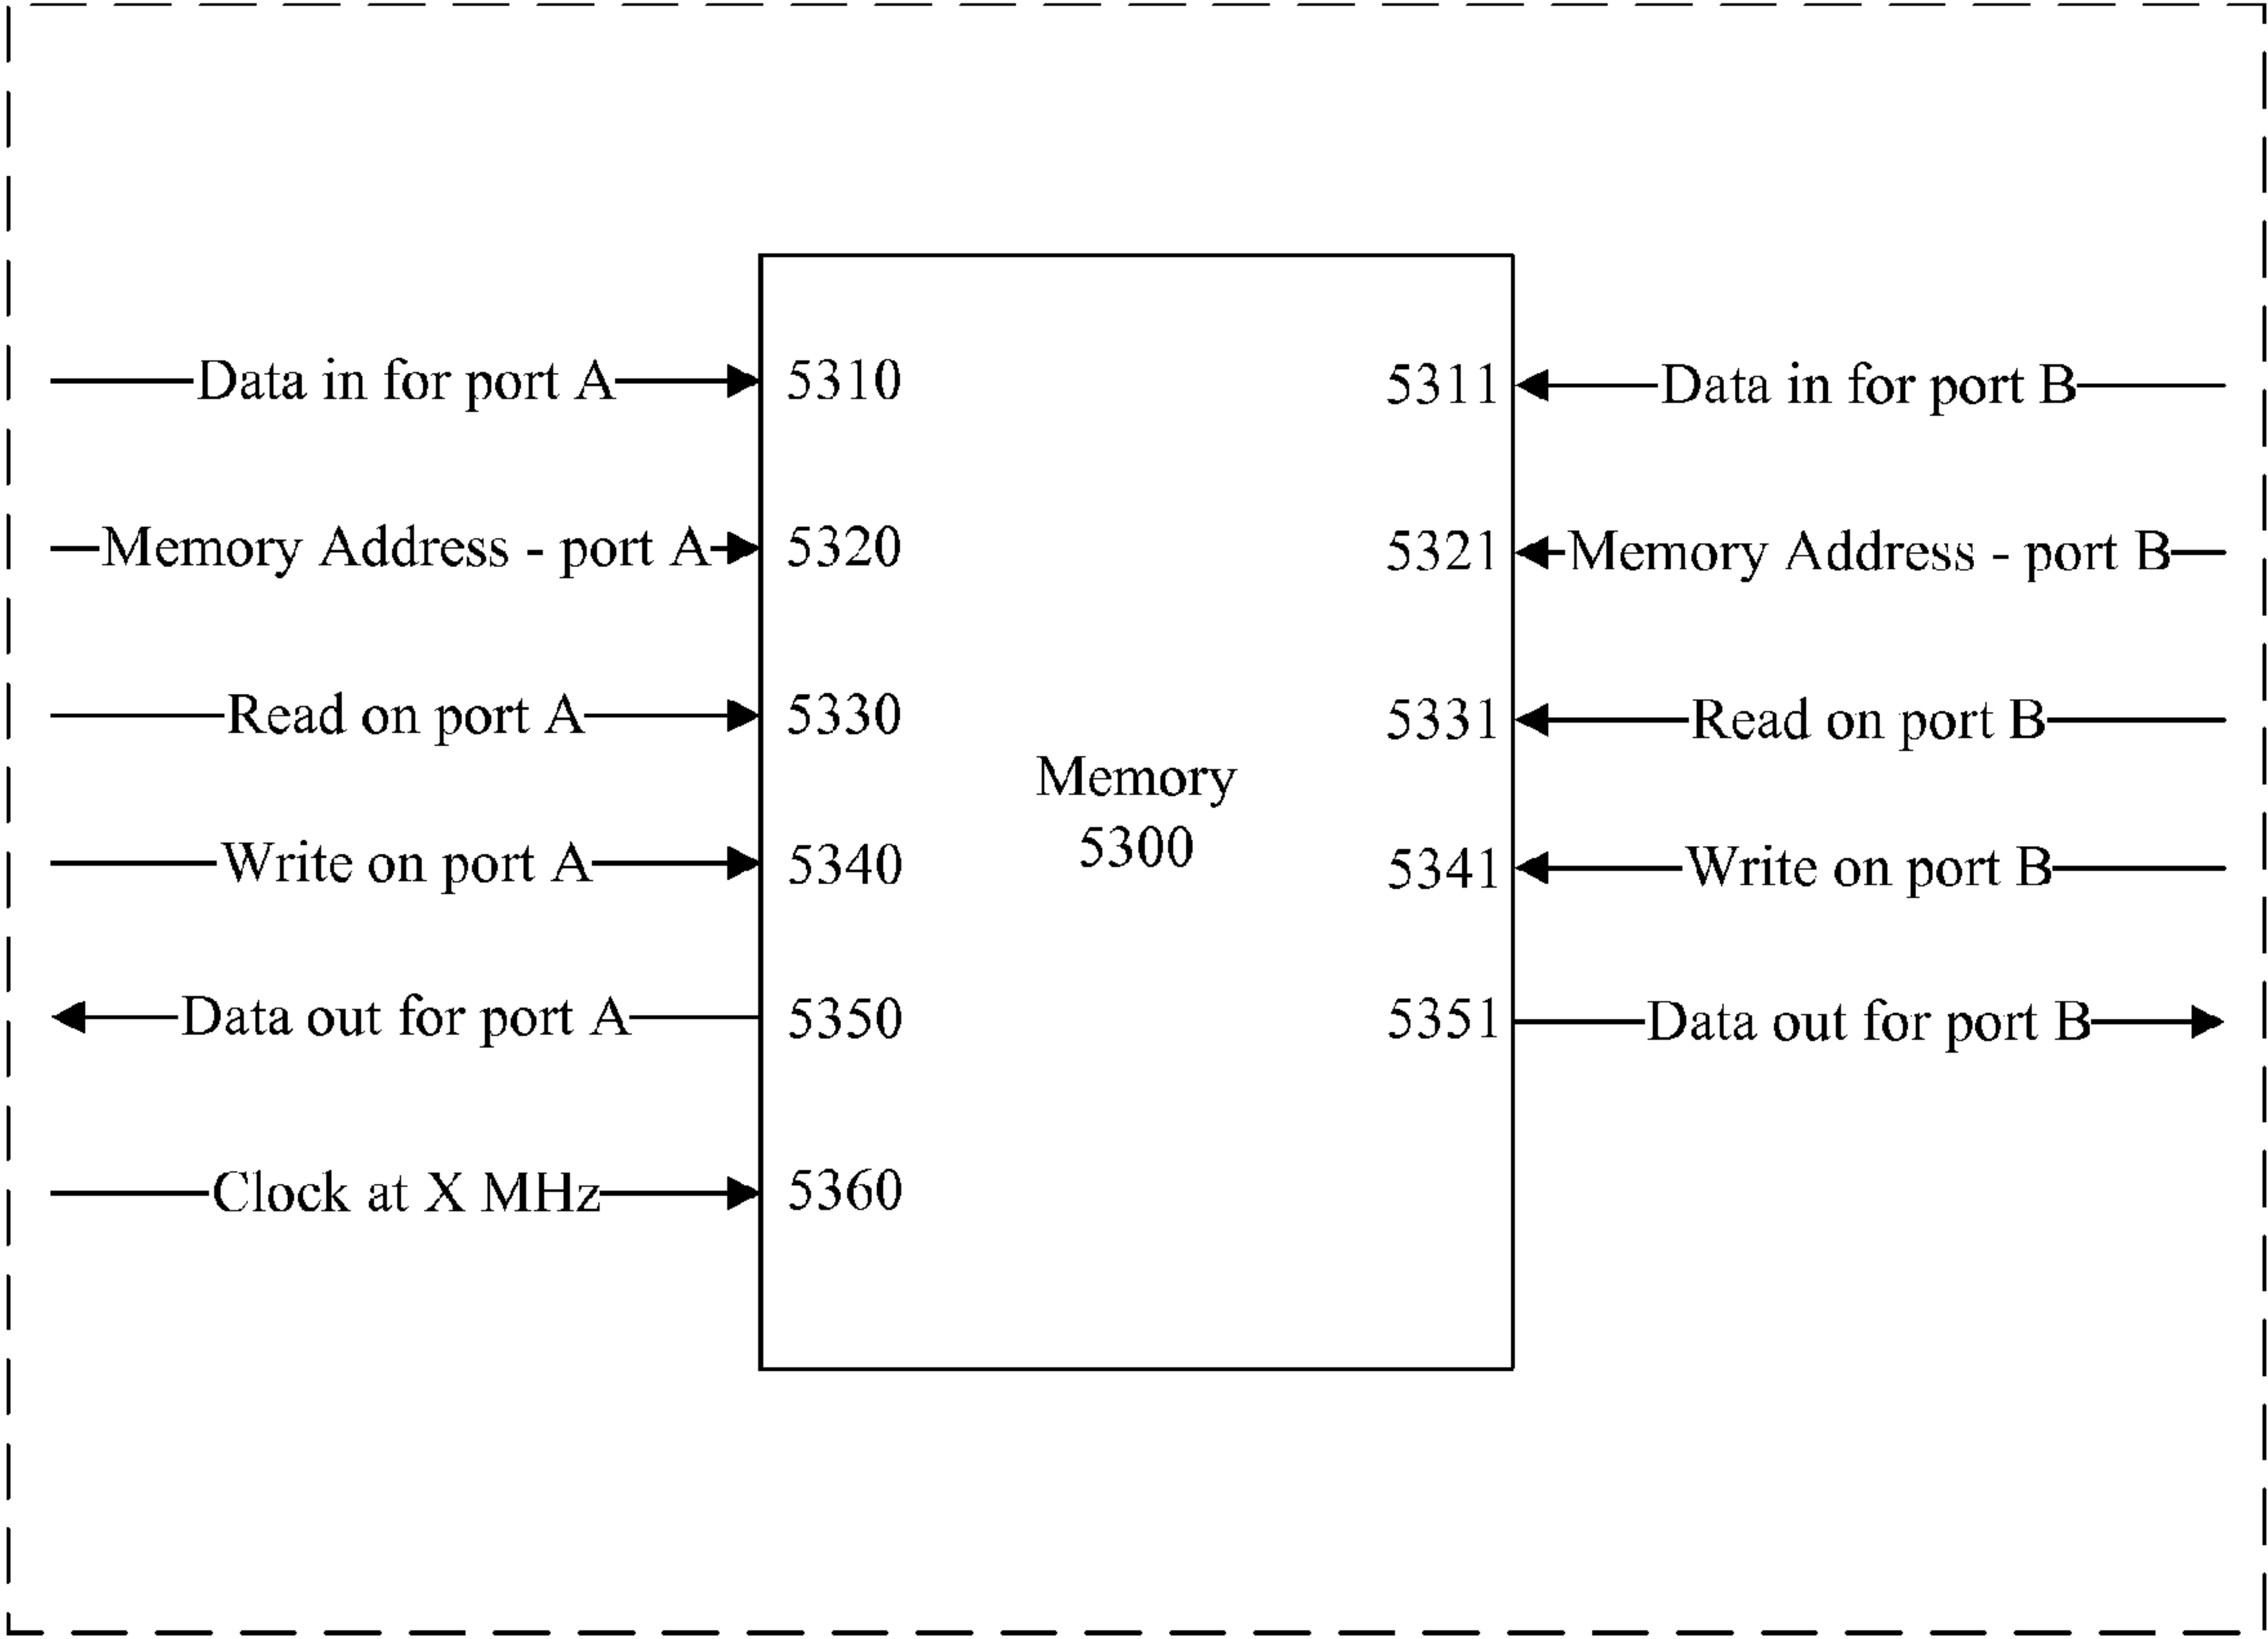 Data in for port A 5310 5311 Data in for port B
Memory Address - port A 5320 5321 Memory Address - port B
Read on port A 5330 5331 Read on port B
Memory
5300
Write on port A 5340 5341 Write on port B
Data out for port A 5350 5351 Data out for port B
Clock at X MHz 5360